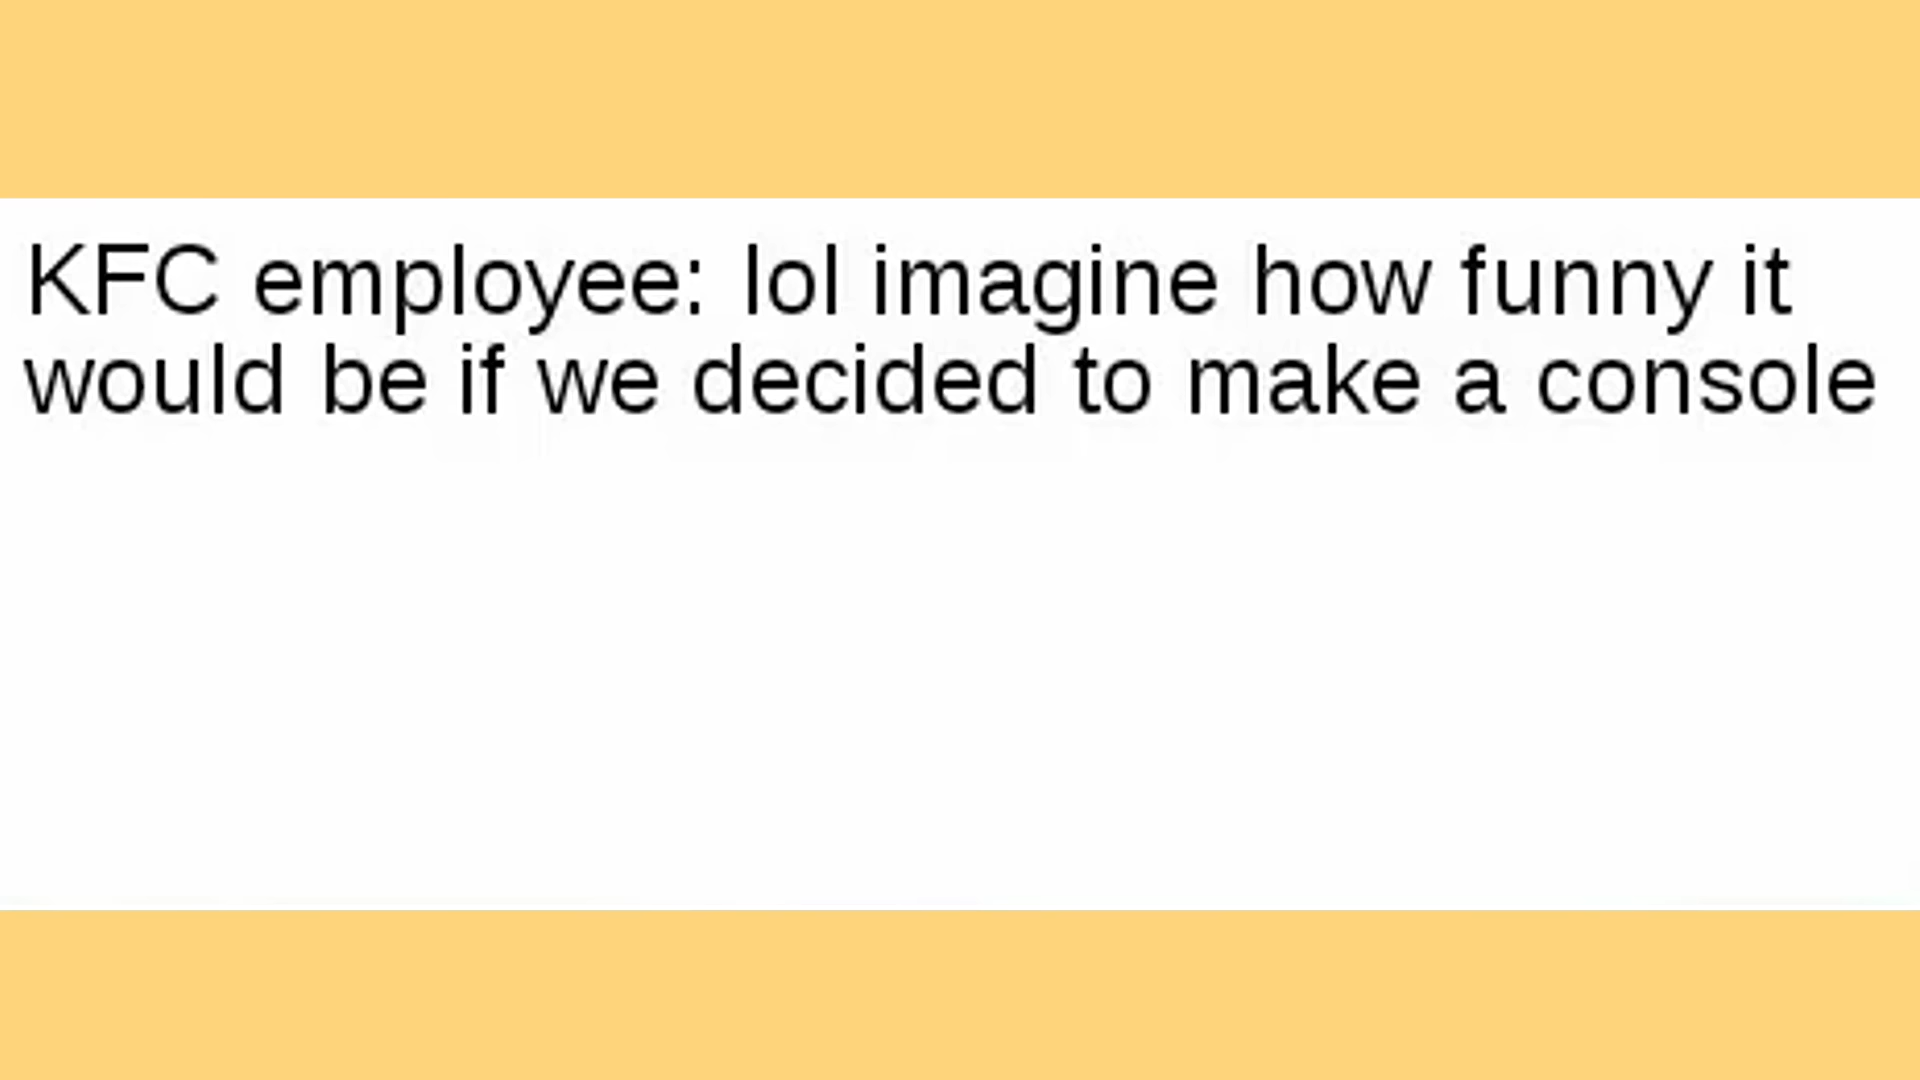 KFC employee: lol imagine how funny it
would be if we decided to make a console